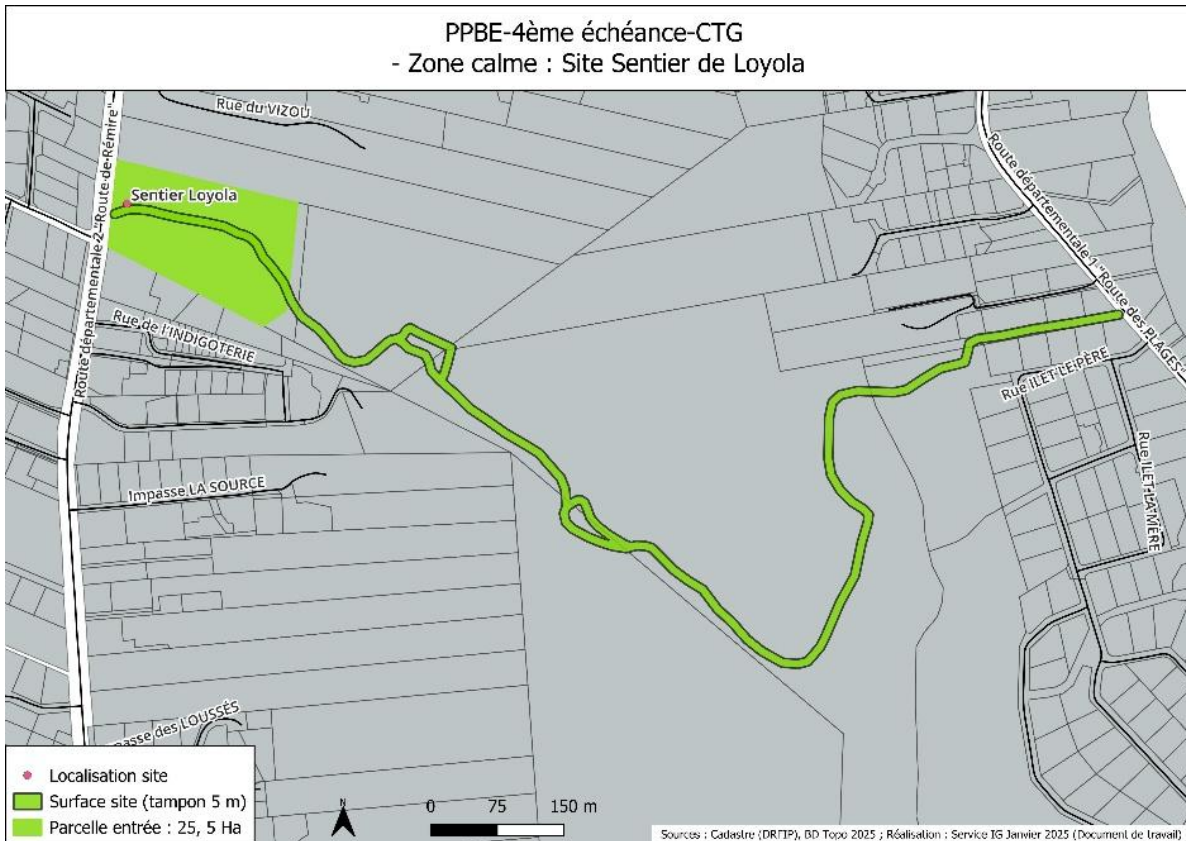 PPBE-4ème échéance-CTG
- Zone calme : Site Sentier de Loyola
Rue du VIZOU
Route départementale 2 "Route-de-Rémire"
Sentier Loyola
Route départementale 1 "Route des PLAGES"
Rue de l'INDIGOTERIE
Rue ILET LE PÈRE
Rue ILET LA MÈRE
Impasse LA SOURCE
passe des LOUSSÉS
Localisation site
Surface site (tampon 5 m)
Parcelle entrée : 25, 5 Ha
N
0 75 150 m
Sources : Cadastre (DRFIP), BD Topo 2025 ; Réalisation : Service IG Janvier 2025 (Document de travail)